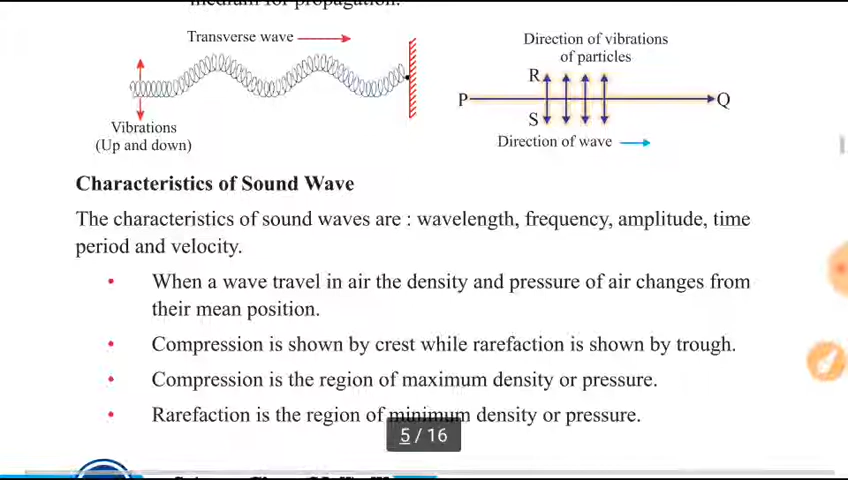 medium for propagation.
Transverse wave
Vibrations
(Up and down)
Direction of vibrations
of particles
R
P
Q
S
Direction of wave
Characteristics of Sound Wave
The characteristics of sound waves are : wavelength, frequency, amplitude, time
period and velocity.
• When a wave travel in air the density and pressure of air changes from
their mean position.
• Compression is shown by crest while rarefaction is shown by trough.
• Compression is the region of maximum density or pressure.
• Rarefaction is the region of minimum density or pressure.
5 / 16